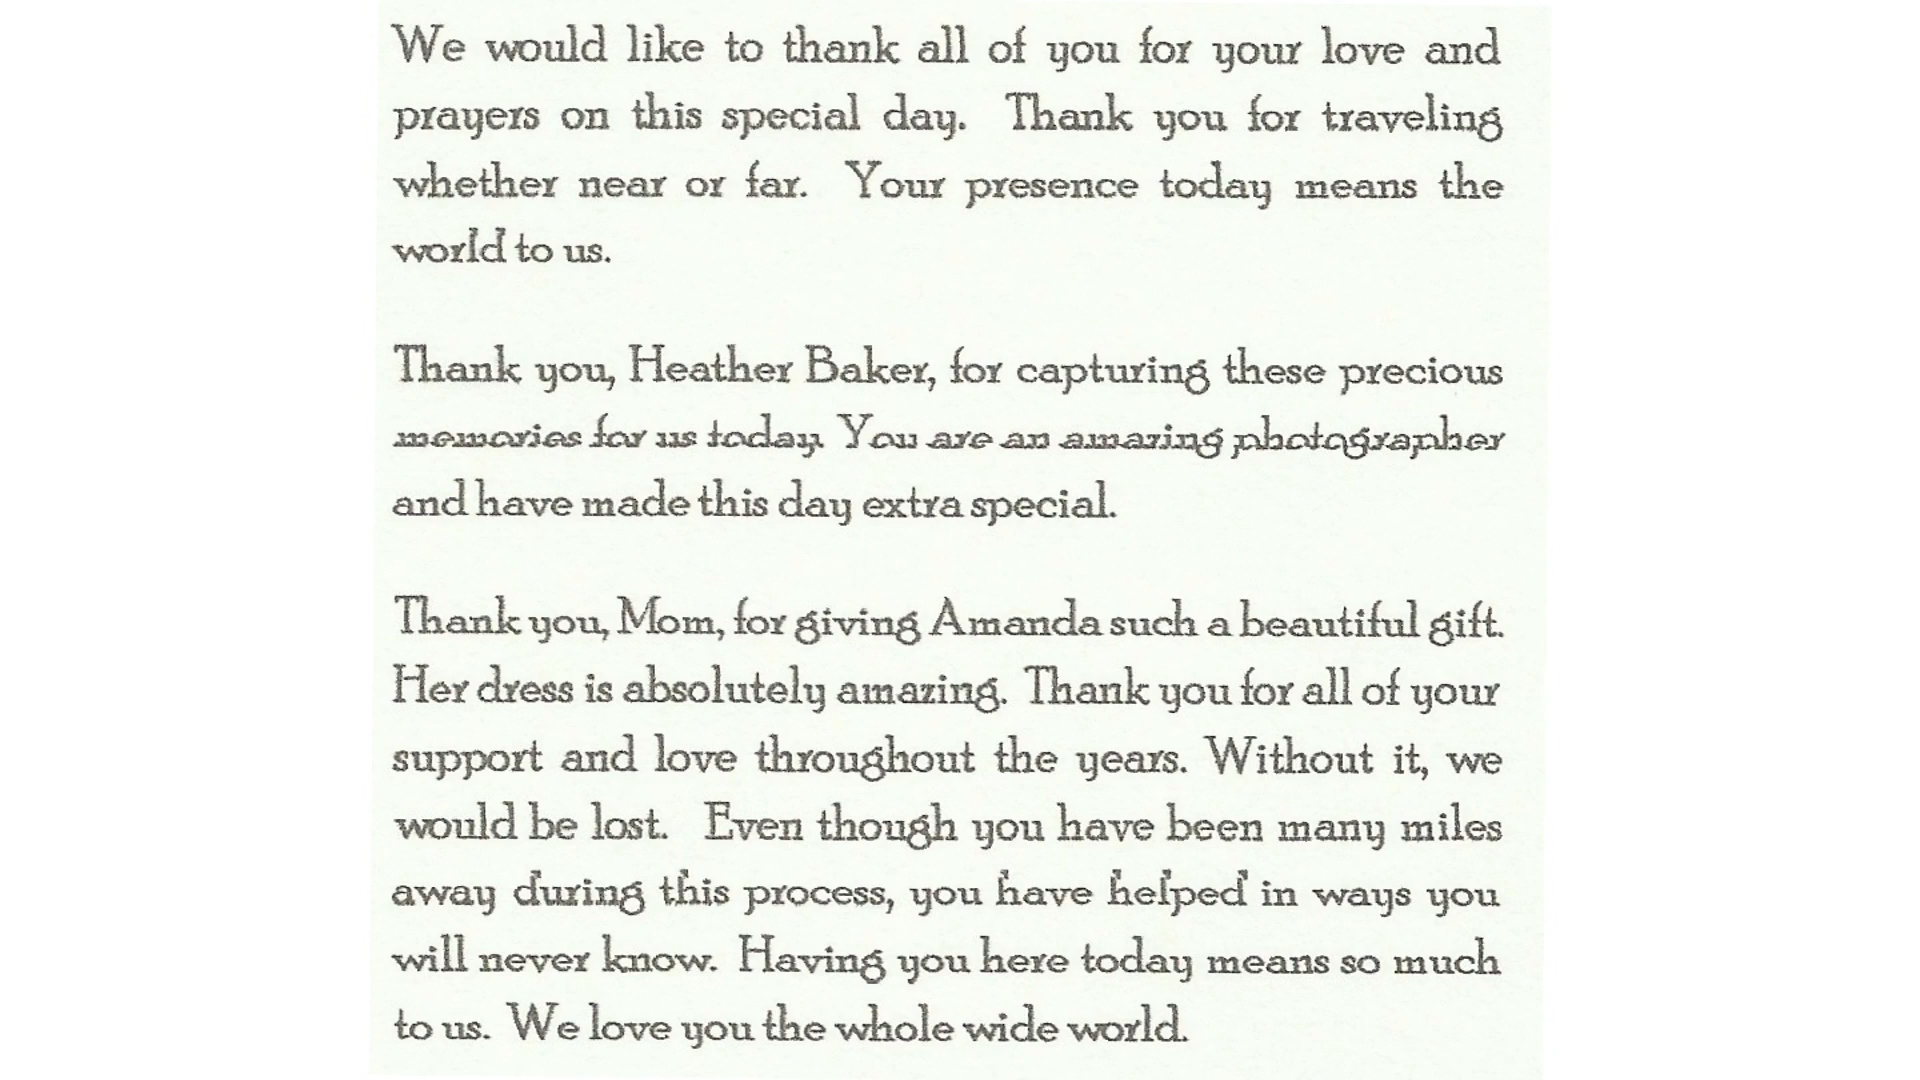 We would like to thank all of you for your love and
prayers on this special day. Thank you for traveling
whether near or far. Your presence today means the
world to us.
Thank you, Heather Baker, for capturing these precious
memories for us today. You are an amazing photographer
and have made this day extra special.
Thank you, Mom, for giving Amanda such a beautiful gift.
Her dress is absolutely amazing. Thank you for all of your
support and love throughout the years. Without it, we
would be lost. Even though you have been many miles
away during this process, you have helped in ways you
will never know. Having you here today means so much
to us. We love you the whole wide world.